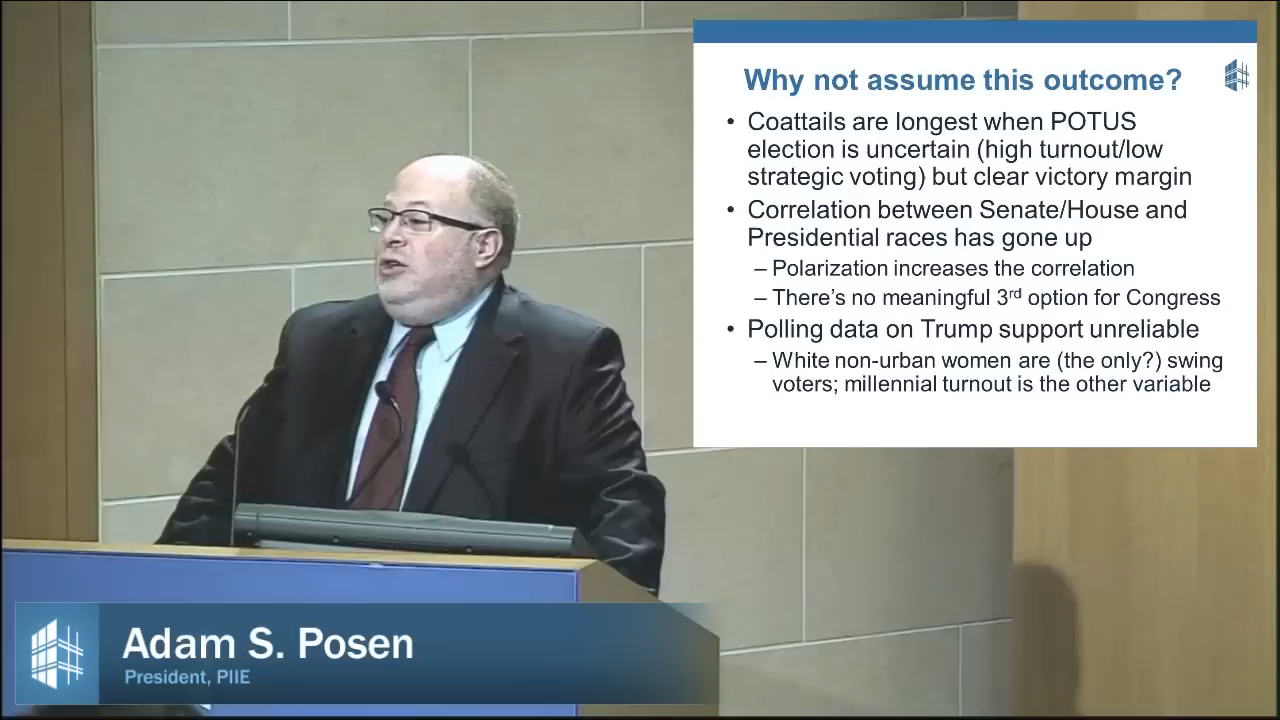 Why not assume this outcome?
• Coattails are longest when POTUS
election is uncertain (high turnout/low
strategic voting) but clear victory margin
• Correlation between Senate/House and
Presidential races has gone up
– Polarization increases the correlation
– There's no meaningful 3rd option for Congress
• Polling data on Trump support unreliable
– White non-urban women are (the only?) swing
voters; millennial turnout is the other variable
Adam S. Posen
President, PIIE